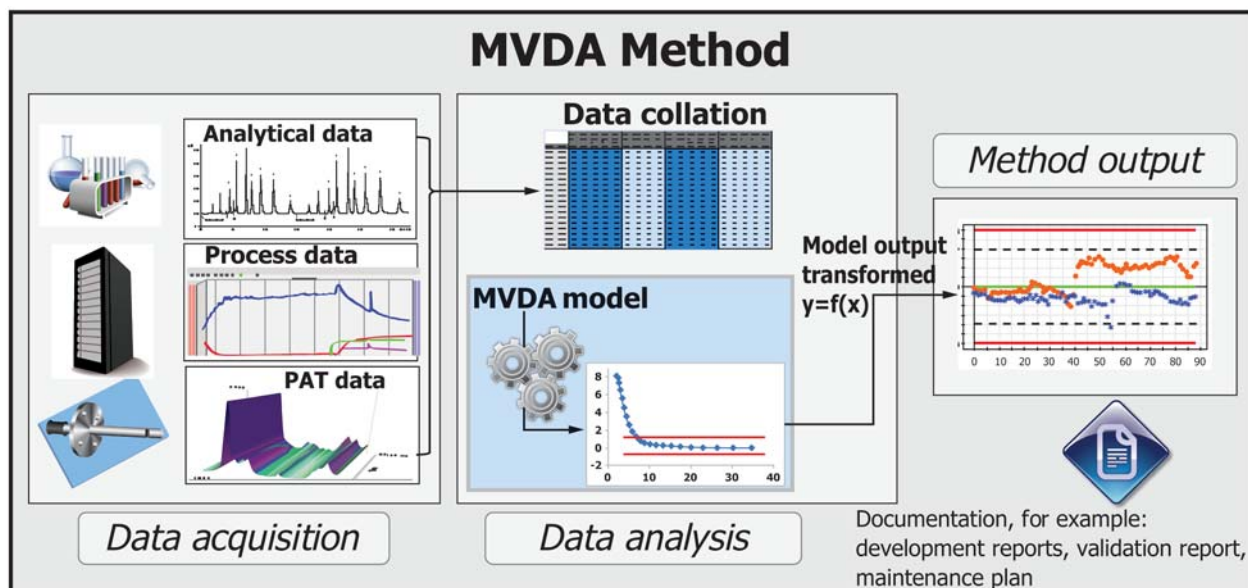 MVDA Method
Analytical data
Process data
PAT data
Data acquisition
Data collation
MVDA model
8
6
4
2
0
-2
0 10 20 30 40
Data analysis
Model output
transformed
y=f(x)
Method output
0 10 20 30 40 50 60 70 80 90
Documentation, for example:
development reports, validation report,
maintenance plan